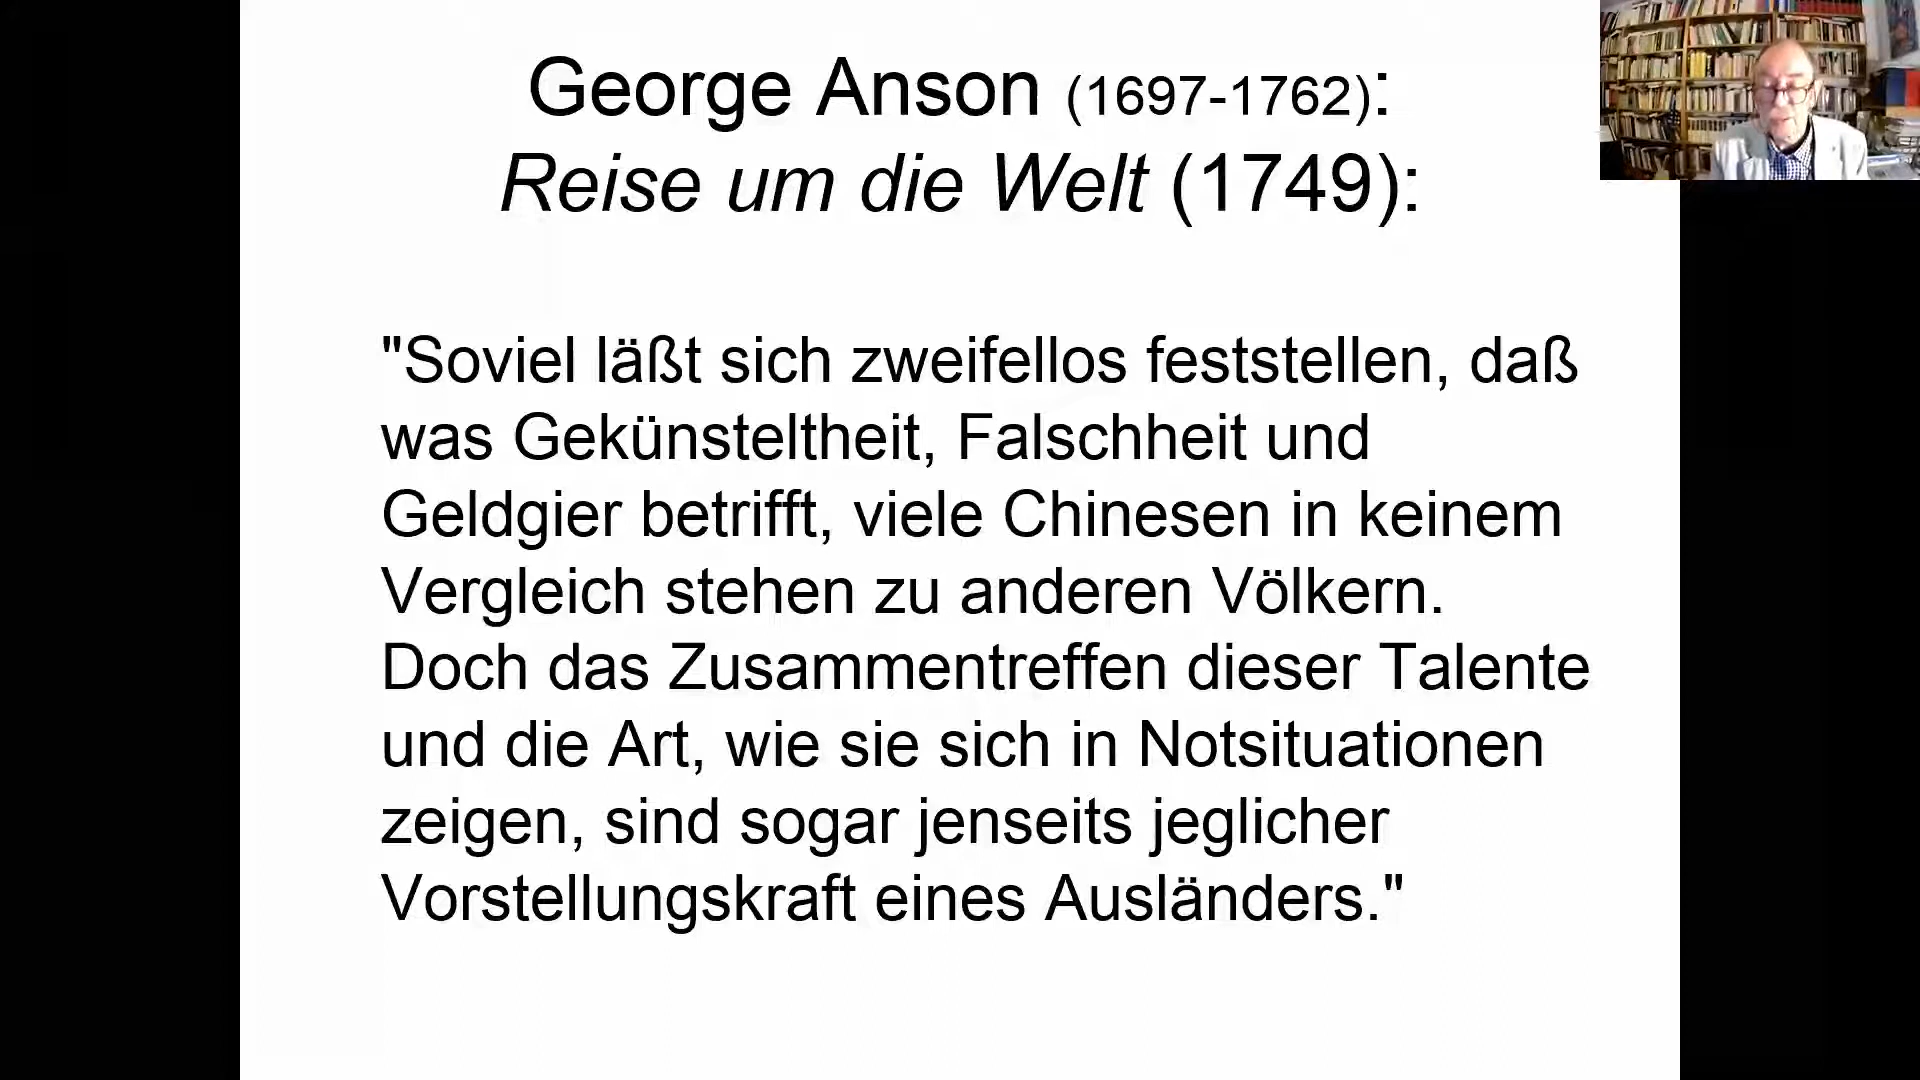 George Anson (1697-1762):
Reise um die Welt (1749):
"Soviel läßt sich zweifellos feststellen, daß
was Gekünsteltheit, Falschheit und
Geldgier betrifft, viele Chinesen in keinem
Vergleich stehen zu anderen Völkern.
Doch das Zusammentreffen dieser Talente
und die Art, wie sie sich in Notsituationen
zeigen, sind sogar jenseits jeglicher
Vorstellungskraft eines Ausländers."